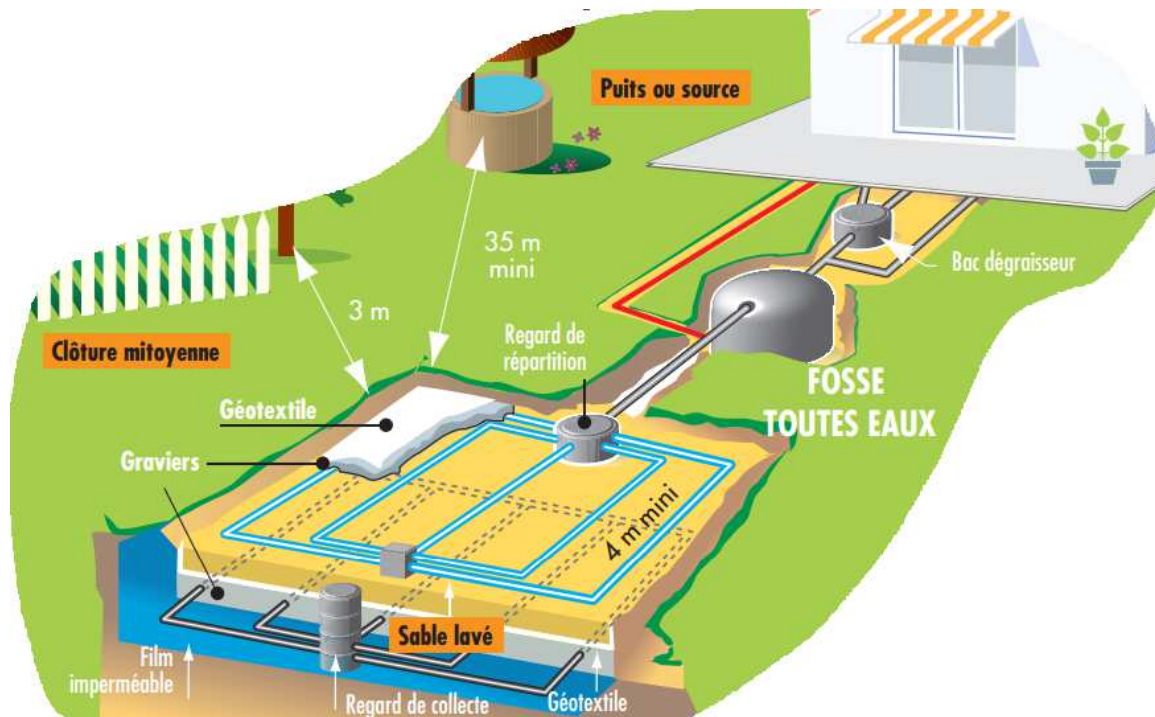 Puits ou source
35 m
mini
Bac dégraisseur
3 m
Clôture mitoyenne
Regard de
répartition
FOSSE
TOUTES EAUX
Géotextile
Graviers
4 m mini
Sable lavé
Film
imperméable
Regard de collecte
Géotextile